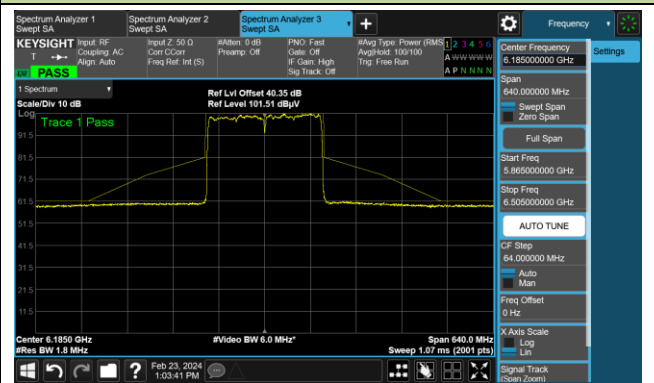 Spectrum Analyzer 1
Swept SA
Spectrum Analyzer 2
Swept SA
Spectrum Analyzer 3
Swept SA
Frequency
KEYSIGHT
Input: RF
Coupling: AC
Align: Auto
Input Z: 50 Ω
Corr CCorr
Freq Ref: Int (S)
#Atten: 0 dB
Preamp: Off
PNO: Fast
Gate: Off
IF Gain: High
Sig Track: Off
#Avg Type: Power (RMS
Avg|Hold: 100/100
Trig: Free Run
1 2 3 4 5 6
A W W W W W
A P N N N N
T
PASS
1 Spectrum
Scale/Div 10 dB
Ref Lvl Offset 40.35 dB
Ref Level 101.51 dBµV
Log
Trace 1 Pass
91.5
81.5
71.5
61.5
51.5
41.5
31.5
21.5
11.5
Center 6.1850 GHz
#Res BW 1.8 MHz
#Video BW 6.0 MHz*
Span 640.0 MHz
Sweep 1.07 ms (2001 pts)
Center Frequency
6.185000000 GHz
Settings
Span
640.000000 MHz
Swept Span
Zero Span
Full Span
Start Freq
5.865000000 GHz
Stop Freq
6.505000000 GHz
AUTO TUNE
CF Step
64.000000 MHz
Auto
Man
Freq Offset
0 Hz
X Axis Scale
Log
Lin
Signal Track
(Span Zoom)
Feb 23, 2024
1:03:41 PM